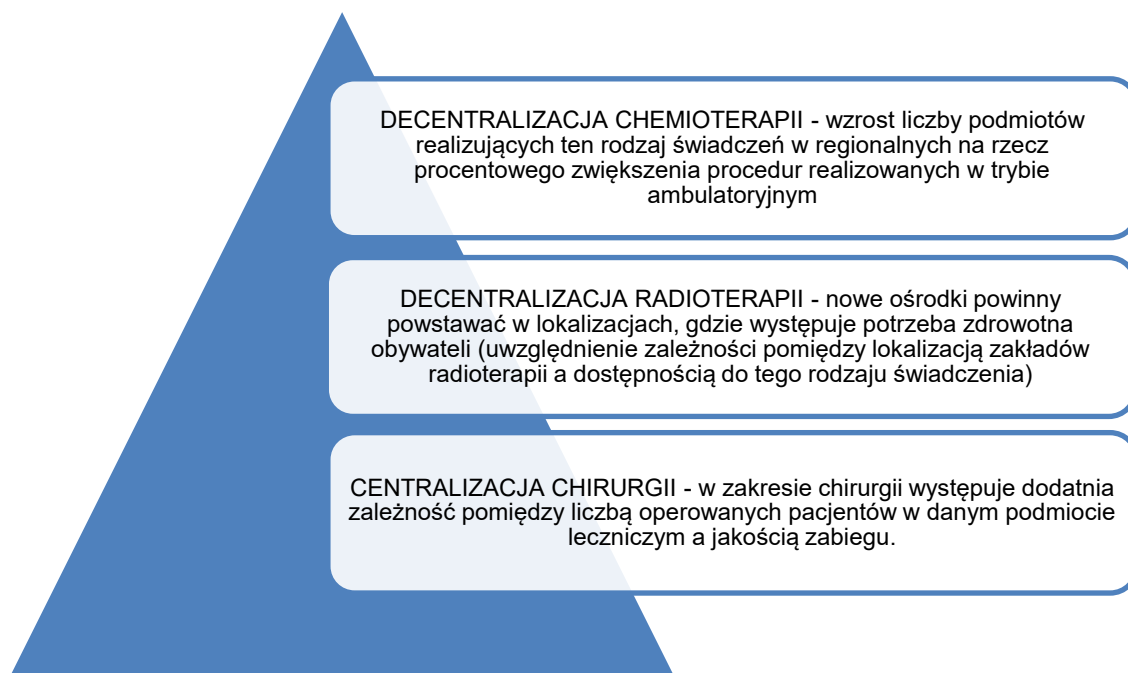 DECENTRALIZACJA CHEMIOTERAPII - wzrost liczby podmiotów
realizujących ten rodzaj świadczeń w regionalnych na rzecz
procentowego zwiększenia procedur realizowanych w trybie
ambulatoryjnym
DECENTRALIZACJA RADIOTERAPII - nowe ośrodki powinny
powstawać w lokalizacjach, gdzie występuje potrzeba zdrowotna
obywateli (uwzględnienie zależności pomiędzy lokalizacją zakładów
radioterapii a dostępnością do tego rodzaju świadczenia)
CENTRALIZACJA CHIRURGII - w zakresie chirurgii występuje dodatnia
zależność pomiędzy liczbą operowanych pacjentów w danym podmiocie
leczniczym a jakością zabiegu.